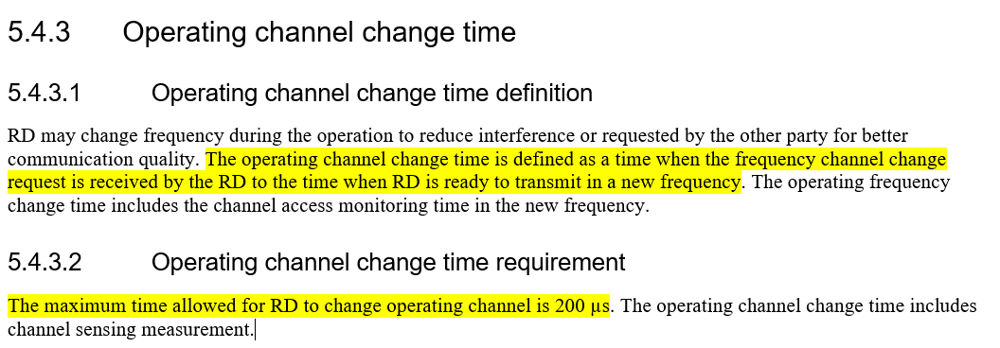 5.4.3 Operating channel change time
5.4.3.1 Operating channel change time definition
RD may change frequency during the operation to reduce interference or requested by the other party for better
communication quality. The operating channel change time is defined as a time when the frequency channel change
request is received by the RD to the time when RD is ready to transmit in a new frequency. The operating frequency
change time includes the channel access monitoring time in the new frequency.
5.4.3.2 Operating channel change time requirement
The maximum time allowed for RD to change operating channel is 200 µs. The operating channel change time includes
channel sensing measurement.